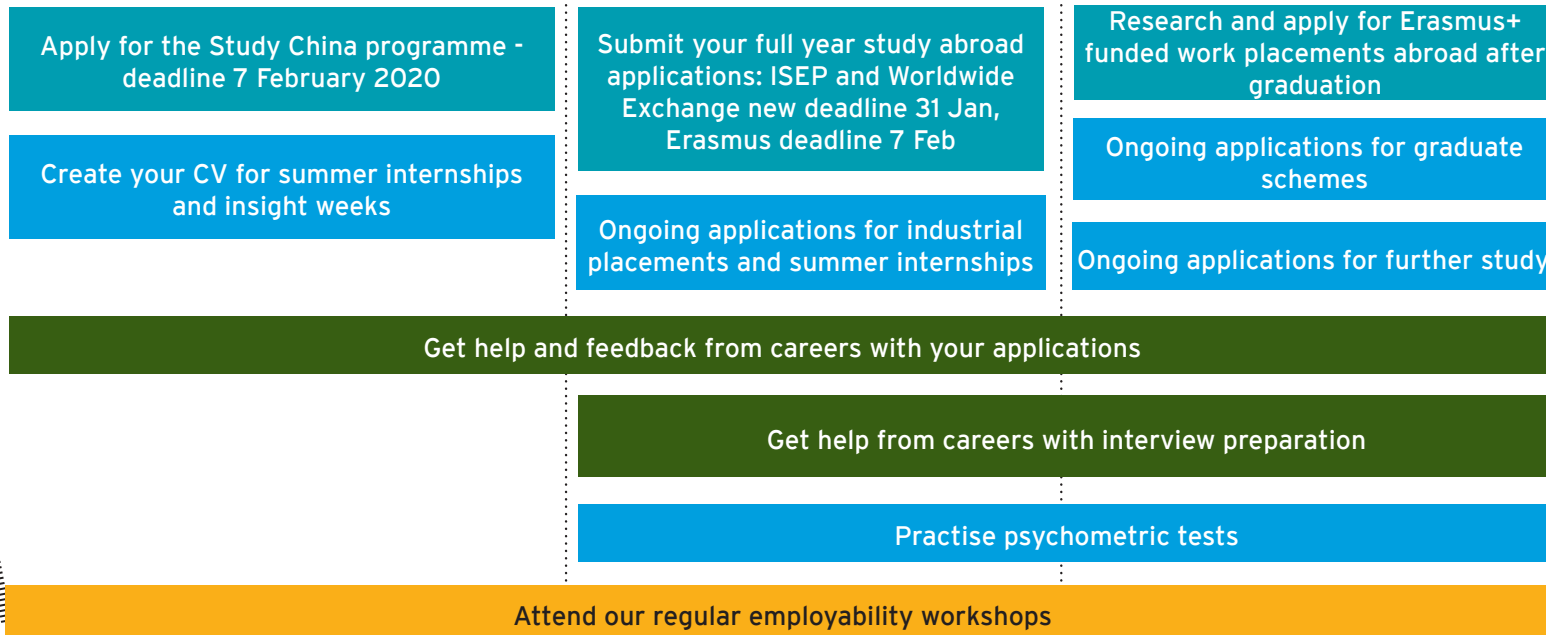 Apply for the Study China programme -
deadline 7 February 2020
Create your CV for summer internships
and insight weeks
Submit your full year study abroad
applications: ISEP and Worldwide
Exchange new deadline 31 Jan,
Erasmus deadline 7 Feb
Ongoing applications for industrial
placements and summer internships
Research and apply for Erasmus+
funded work placements abroad after
graduation
Ongoing applications for graduate
schemes
Ongoing applications for further study
Get help and feedback from careers with your applications
Get help from careers with interview preparation
Practise psychometric tests
Attend our regular employability workshops